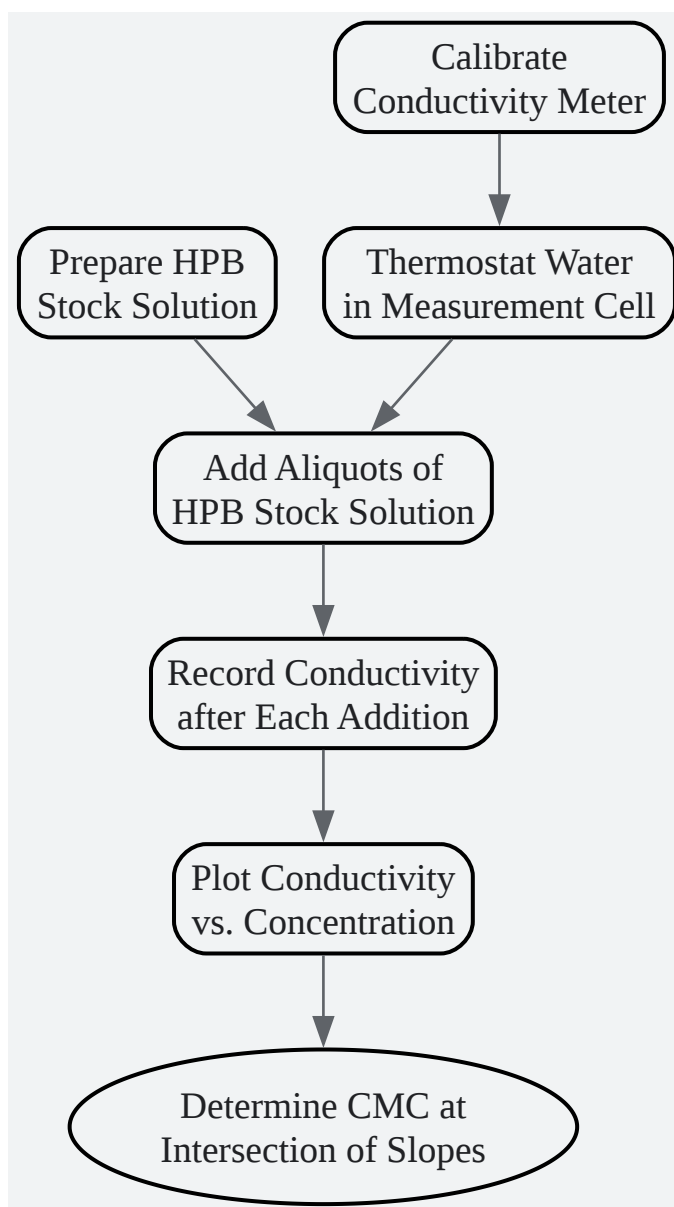 Calibrate
Conductivity Meter
Prepare HPB
Stock Solution
Thermostat Water
in Measurement Cell
Add Aliquots of
HPB Stock Solution
Record Conductivity
after Each Addition
Plot Conductivity
vs. Concentration
Determine CMC at
Intersection of Slopes